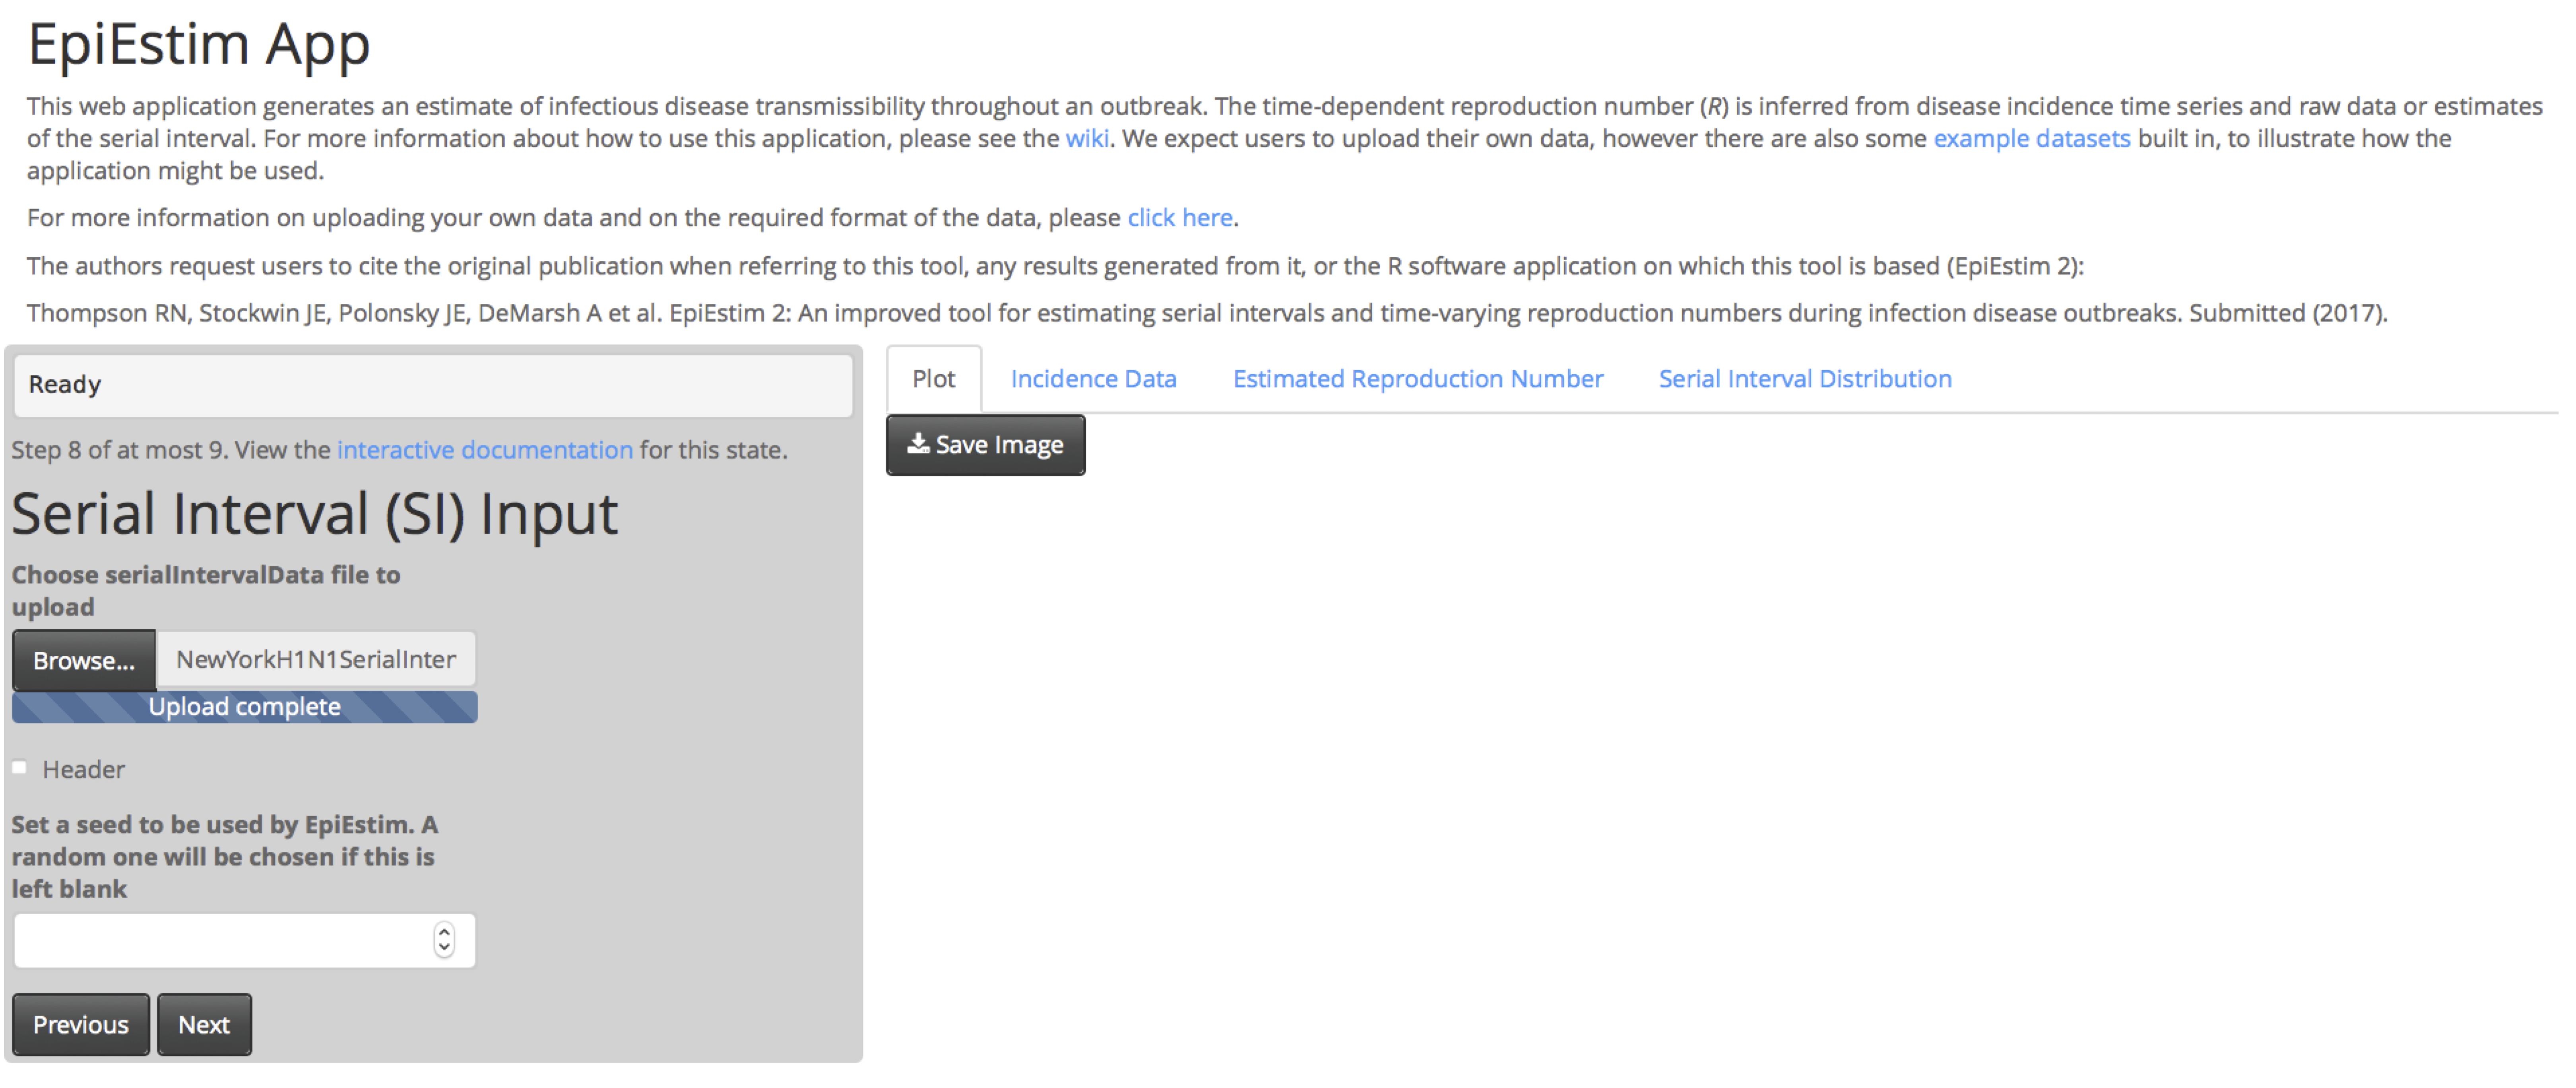 EpiEstim App
This web application generates an estimate of infectious disease transmissibility throughout an outbreak. The time-dependent reproduction number (R) is inferred from disease incidence time series and raw data or estimates
of the serial interval. For more information about how to use this application, please see the wiki. We expect users to upload their own data, however there are also some example datasets built in, to illustrate how the
application might be used.
For more information on uploading your own data and on the required format of the data, please click here.
The authors request users to cite the original publication when referring to this tool, any results generated from it, or the R software application on which this tool is based (EpiEstim 2):
Thompson RN, Stockwin JE, Polonsky JE, DeMarsh A et al. EpiEstim 2: An improved tool for estimating serial intervals and time-varying reproduction numbers during infection disease outbreaks. Submitted (2017).
Ready
Step 8 of at most 9. View the interactive documentation for this state.
Serial Interval (SI) Input
Choose serialIntervalData file to
upload
Browse... NewYorkH1N1SerialInter
Upload complete
Header
Set a seed to be used by EpiEstim. A
random one will be chosen if this is
left blank
Previous Next
Plot Incidence Data Estimated Reproduction Number Serial Interval Distribution
Save Image